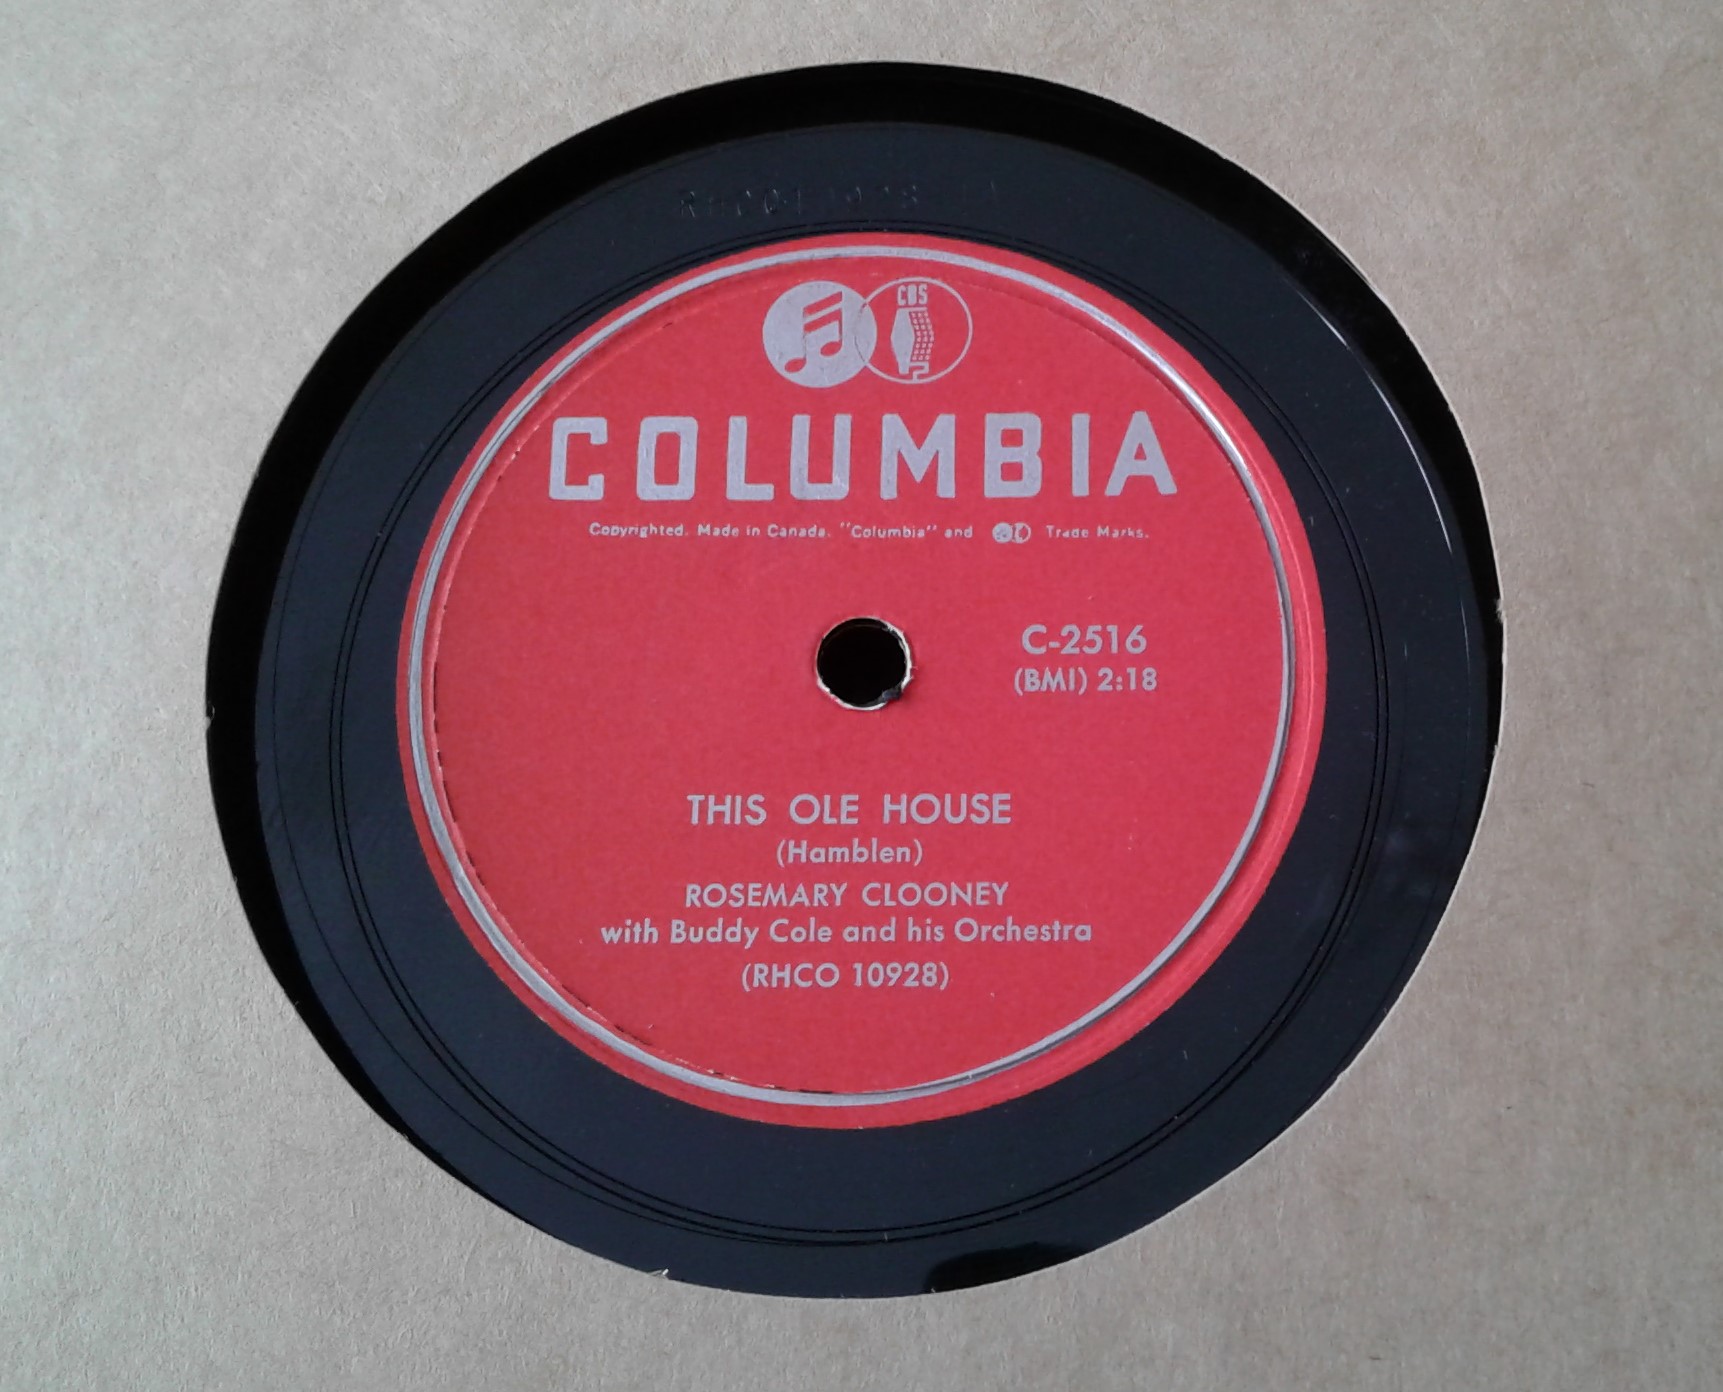 CBS
COLUMBIA
Copyrighted. Made in Canada. "Columbia" and Trade Marks.
C-2516
(BMI) 2:18
THIS OLE HOUSE
(Hamblen)
ROSEMARY CLOONEY
with Buddy Cole and his Orchestra
(RHCO 10928)